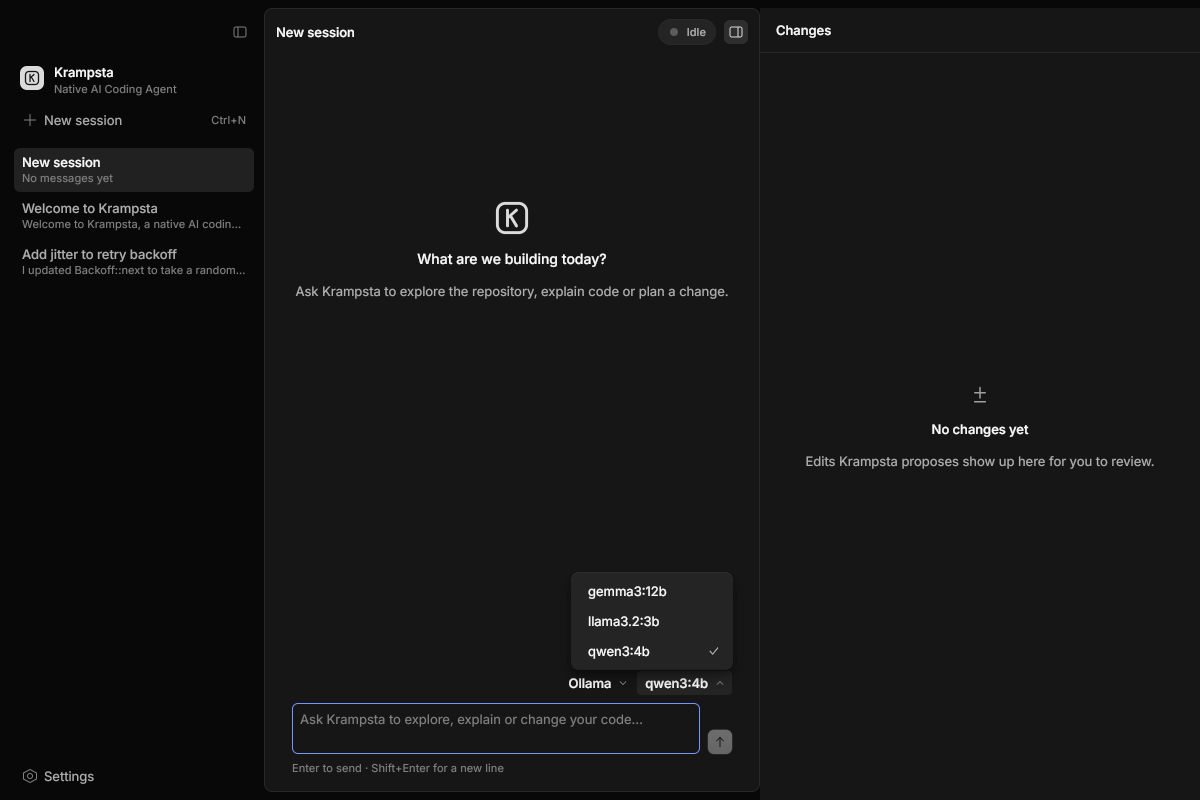 Krampsta
Native AI Coding Agent
New session
Ctrl+N
New session
No messages yet
Welcome to Krampsta
Welcome to Krampsta, a native AI codin...
Add jitter to retry backoff
I updated Backoff::next to take a random...
Settings
New session
Idle
K
What are we building today?
Ask Krampsta to explore the repository, explain code or plan a change.
gemma3:12b
llama3.2:3b
qwen3:4b
Ollama
qwen3:4b
Ask Krampsta to explore, explain or change your code...
Enter to send · Shift+Enter for a new line
Changes
No changes yet
Edits Krampsta proposes show up here for you to review.